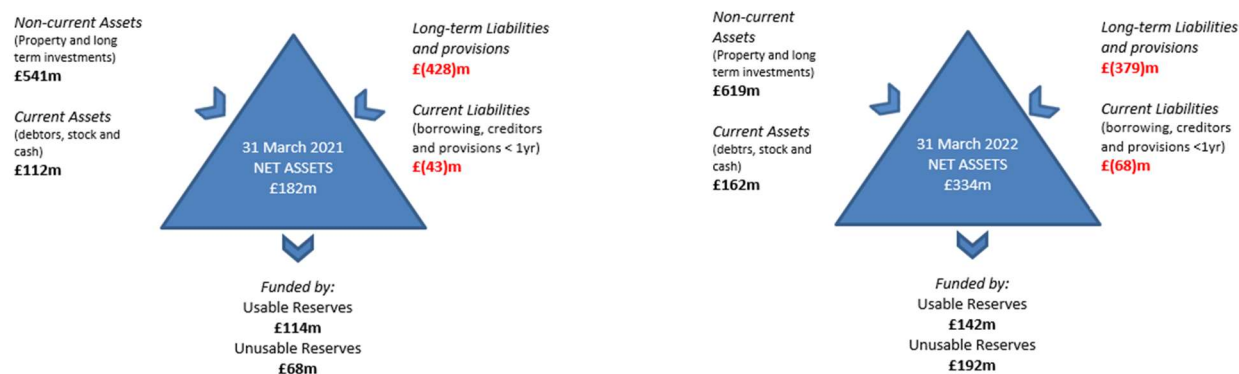 Non-current Assets
(Property and long
term investments)
£541m
Current Assets
(debtors, stock and
cash)
£112m
Long-term Liabilities
and provisions
£(428)m
Current Liabilities
(borrowing, creditors
and provisions < 1yr)
£(43)m
31 March 2021
NET ASSETS
£182m
Funded by:
Usable Reserves
£114m
Unusable Reserves
£68m
Non-current
Assets
(Property and long
term investments)
£619m
Current Assets
(debtrs, stock and
cash)
£162m
Long-term Liabilities
and provisions
£(379)m
Current Liabilities
(borrowing, creditors
and provisions <1yr)
£(68)m
31 March 2022
NET ASSETS
£334m
Funded by:
Usable Reserves
£142m
Unusable Reserves
£192m